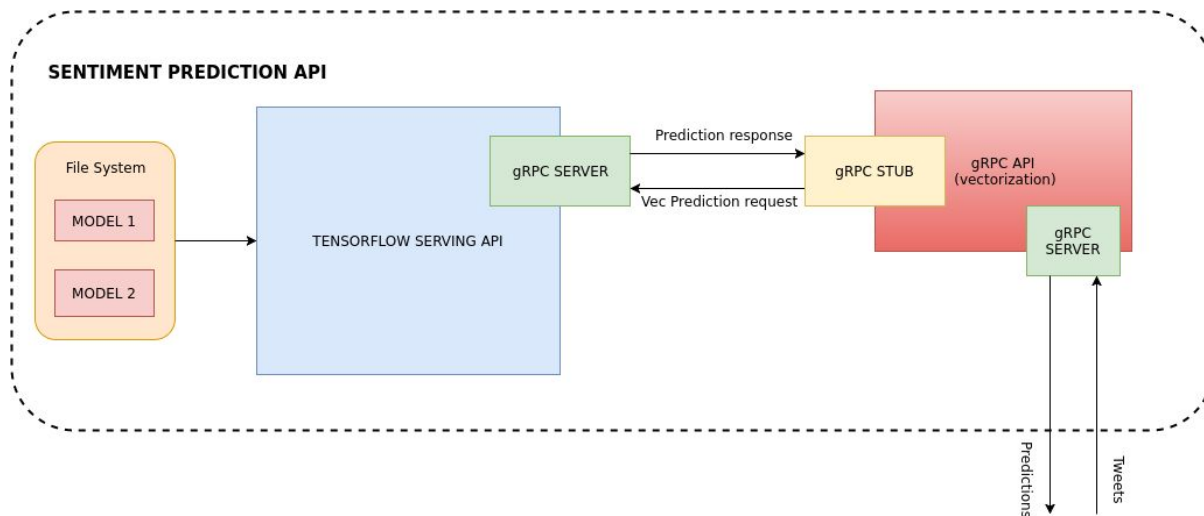 SENTIMENT PREDICTION API
File System
MODEL 1
MODEL 2
TENSORFLOW SERVING API
gRPC SERVER
Prediction response
Vec Prediction request
gRPC STUB
gRPC API
(vectorization)
gRPC
SERVER
Predictions
Tweets